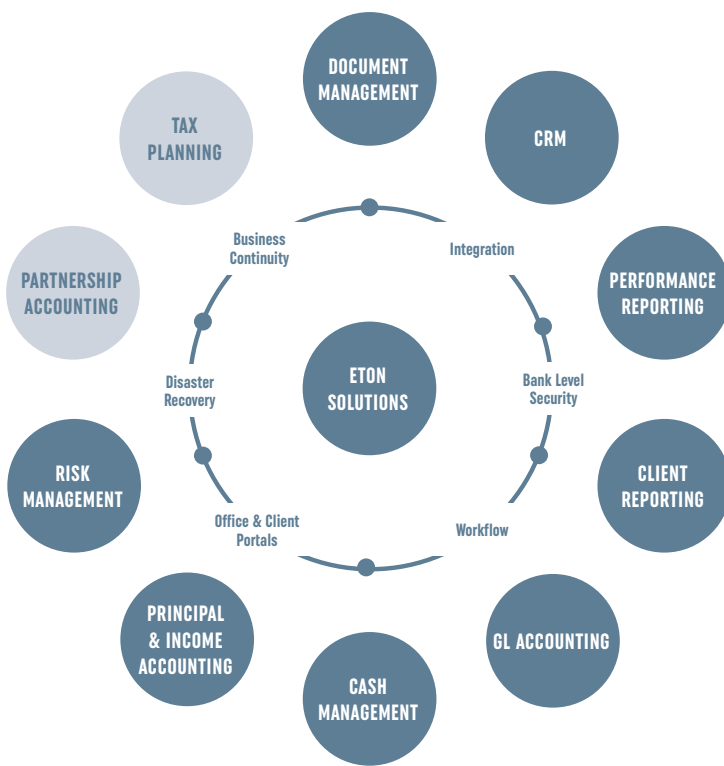 DOCUMENT
MANAGEMENT
TAX
PLANNING
CRM
Business
Continuity
Integration
PARTNERSHIP
ACCOUNTING
PERFORMANCE
REPORTING
ETON
SOLUTIONS
Disaster
Recovery
Bank Level
Security
RISK
MANAGEMENT
CLIENT
REPORTING
Office & Client
Portals
Workflow
PRINCIPAL
& INCOME
ACCOUNTING
GL ACCOUNTING
CASH
MANAGEMENT